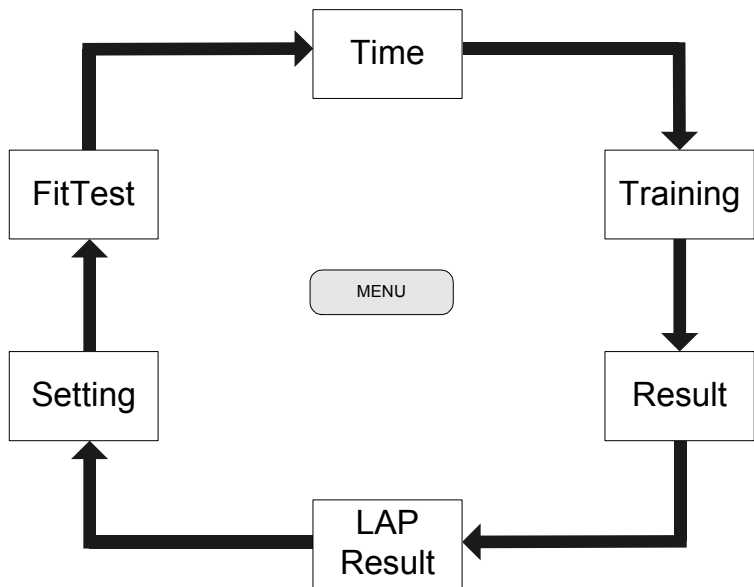 Time
FitTest
Training
MENU
Setting
Result
LAP
Result